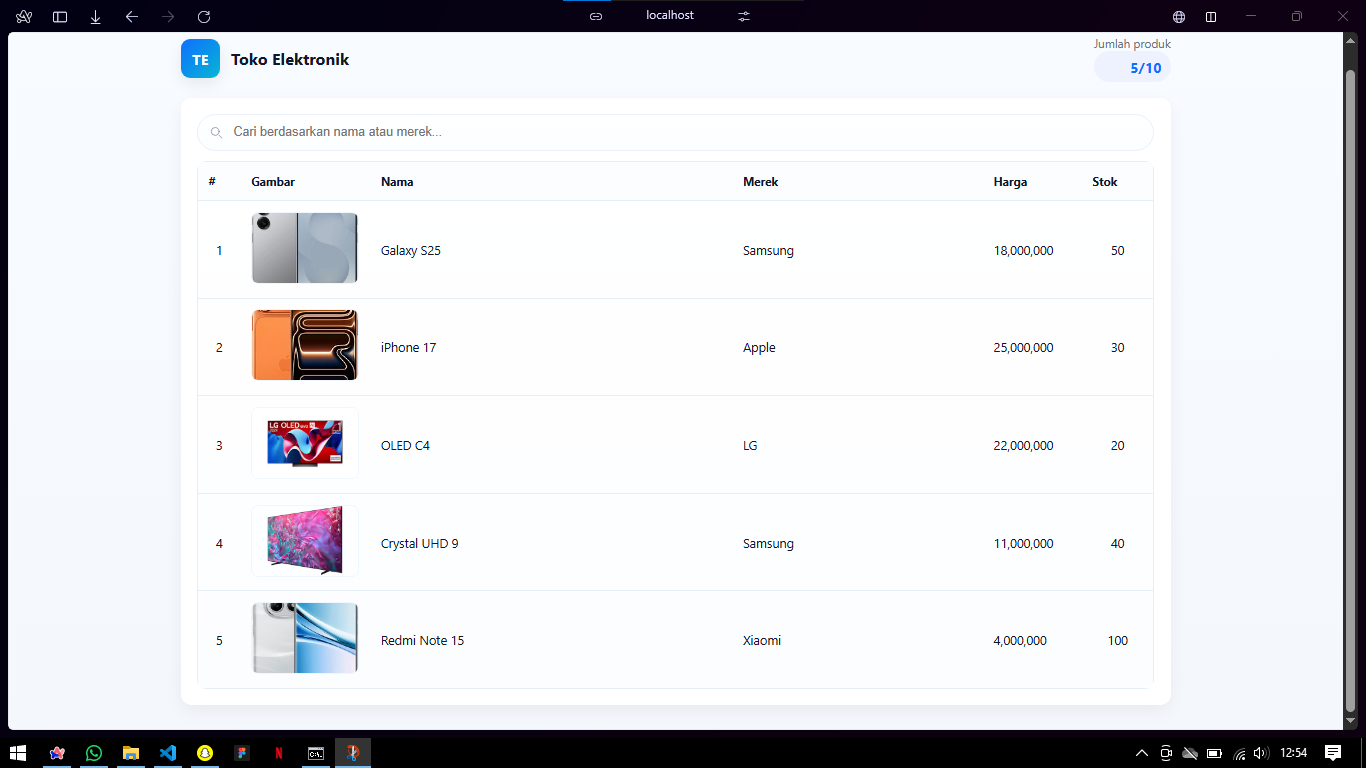 localhost
Jumlah produk
TE Toko Elektronik
5/10
Cari berdasarkan nama atau merek...
# Gambar Nama Merek Harga Stok
1 Galaxy S25 Samsung 18,000,000 50
2 iPhone 17 Apple 25,000,000 30
LG OLED evo
3 OLED C4 LG 22,000,000 20
4 Crystal UHD 9 Samsung 11,000,000 40
5 Redmi Note 15 Xiaomi 4,000,000 100
12:54